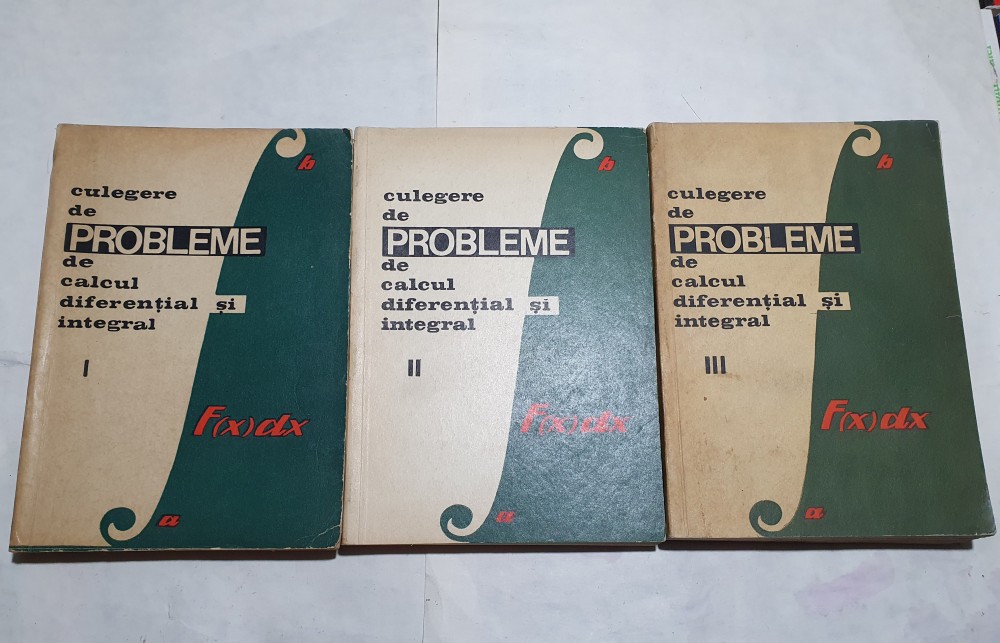 b
culegere
de
PROBLEME
de
calcul
diferențial și
integral
I
F(x)dx
a
b
culegere
de
PROBLEME
de
calcul
diferențial și
integral
II
F(x)dx
a
b
culegere
de
PROBLEME
de
calcul
diferențial și
integral
III
F(x)dx
a